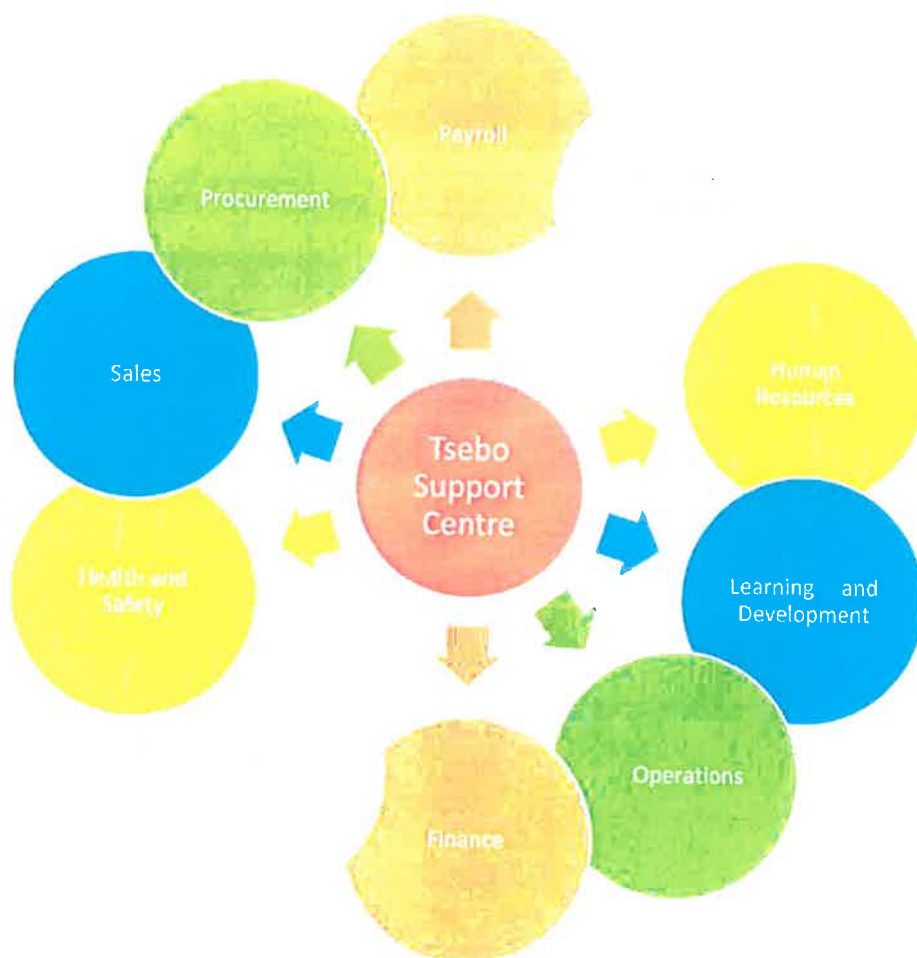 Payroll
Procurement
Sales
Human
Resources
Tsebo
Support
Centre
Health and
Safety
Learning and
Development
Operations
Finance